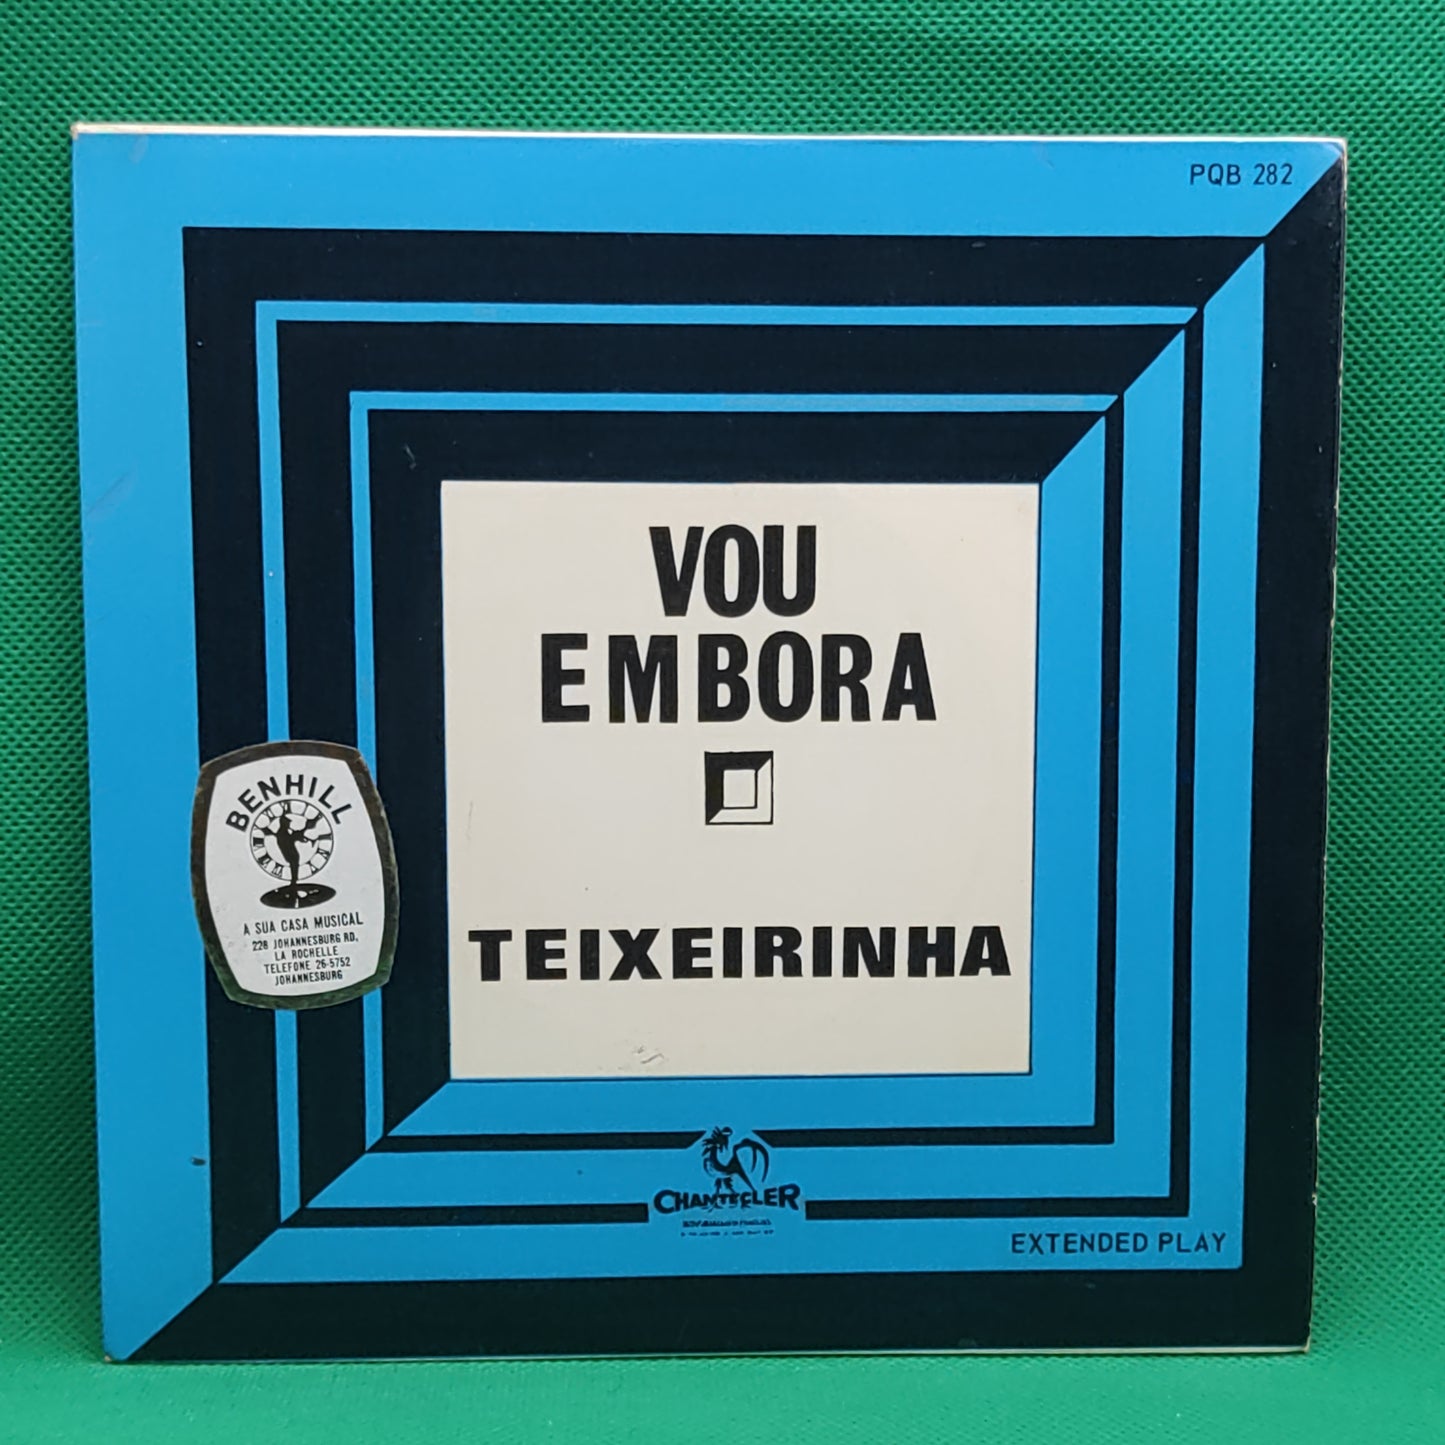 PQB 282
VOU
EMBORA
TEIXEIRINHA
BENHILL
A SUA CASA MUSICAL
228 JOHANNESBURG RD.
LA ROCHELLE
TELEFONE 26-5752
JOHANNESBURG
CHANTECLER
EXTENDED PLAY